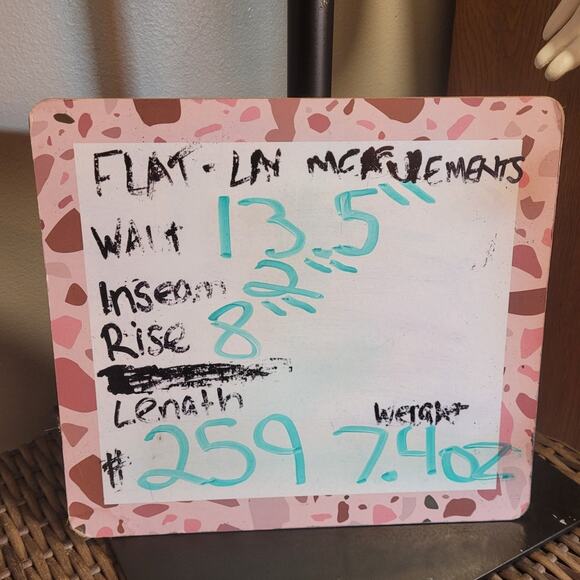 FLAT-LAY MEASUREMENTS
WAIST 13.5"
Inseam 2"
Rise 8"
Length
Weight
# 259 7.4oz